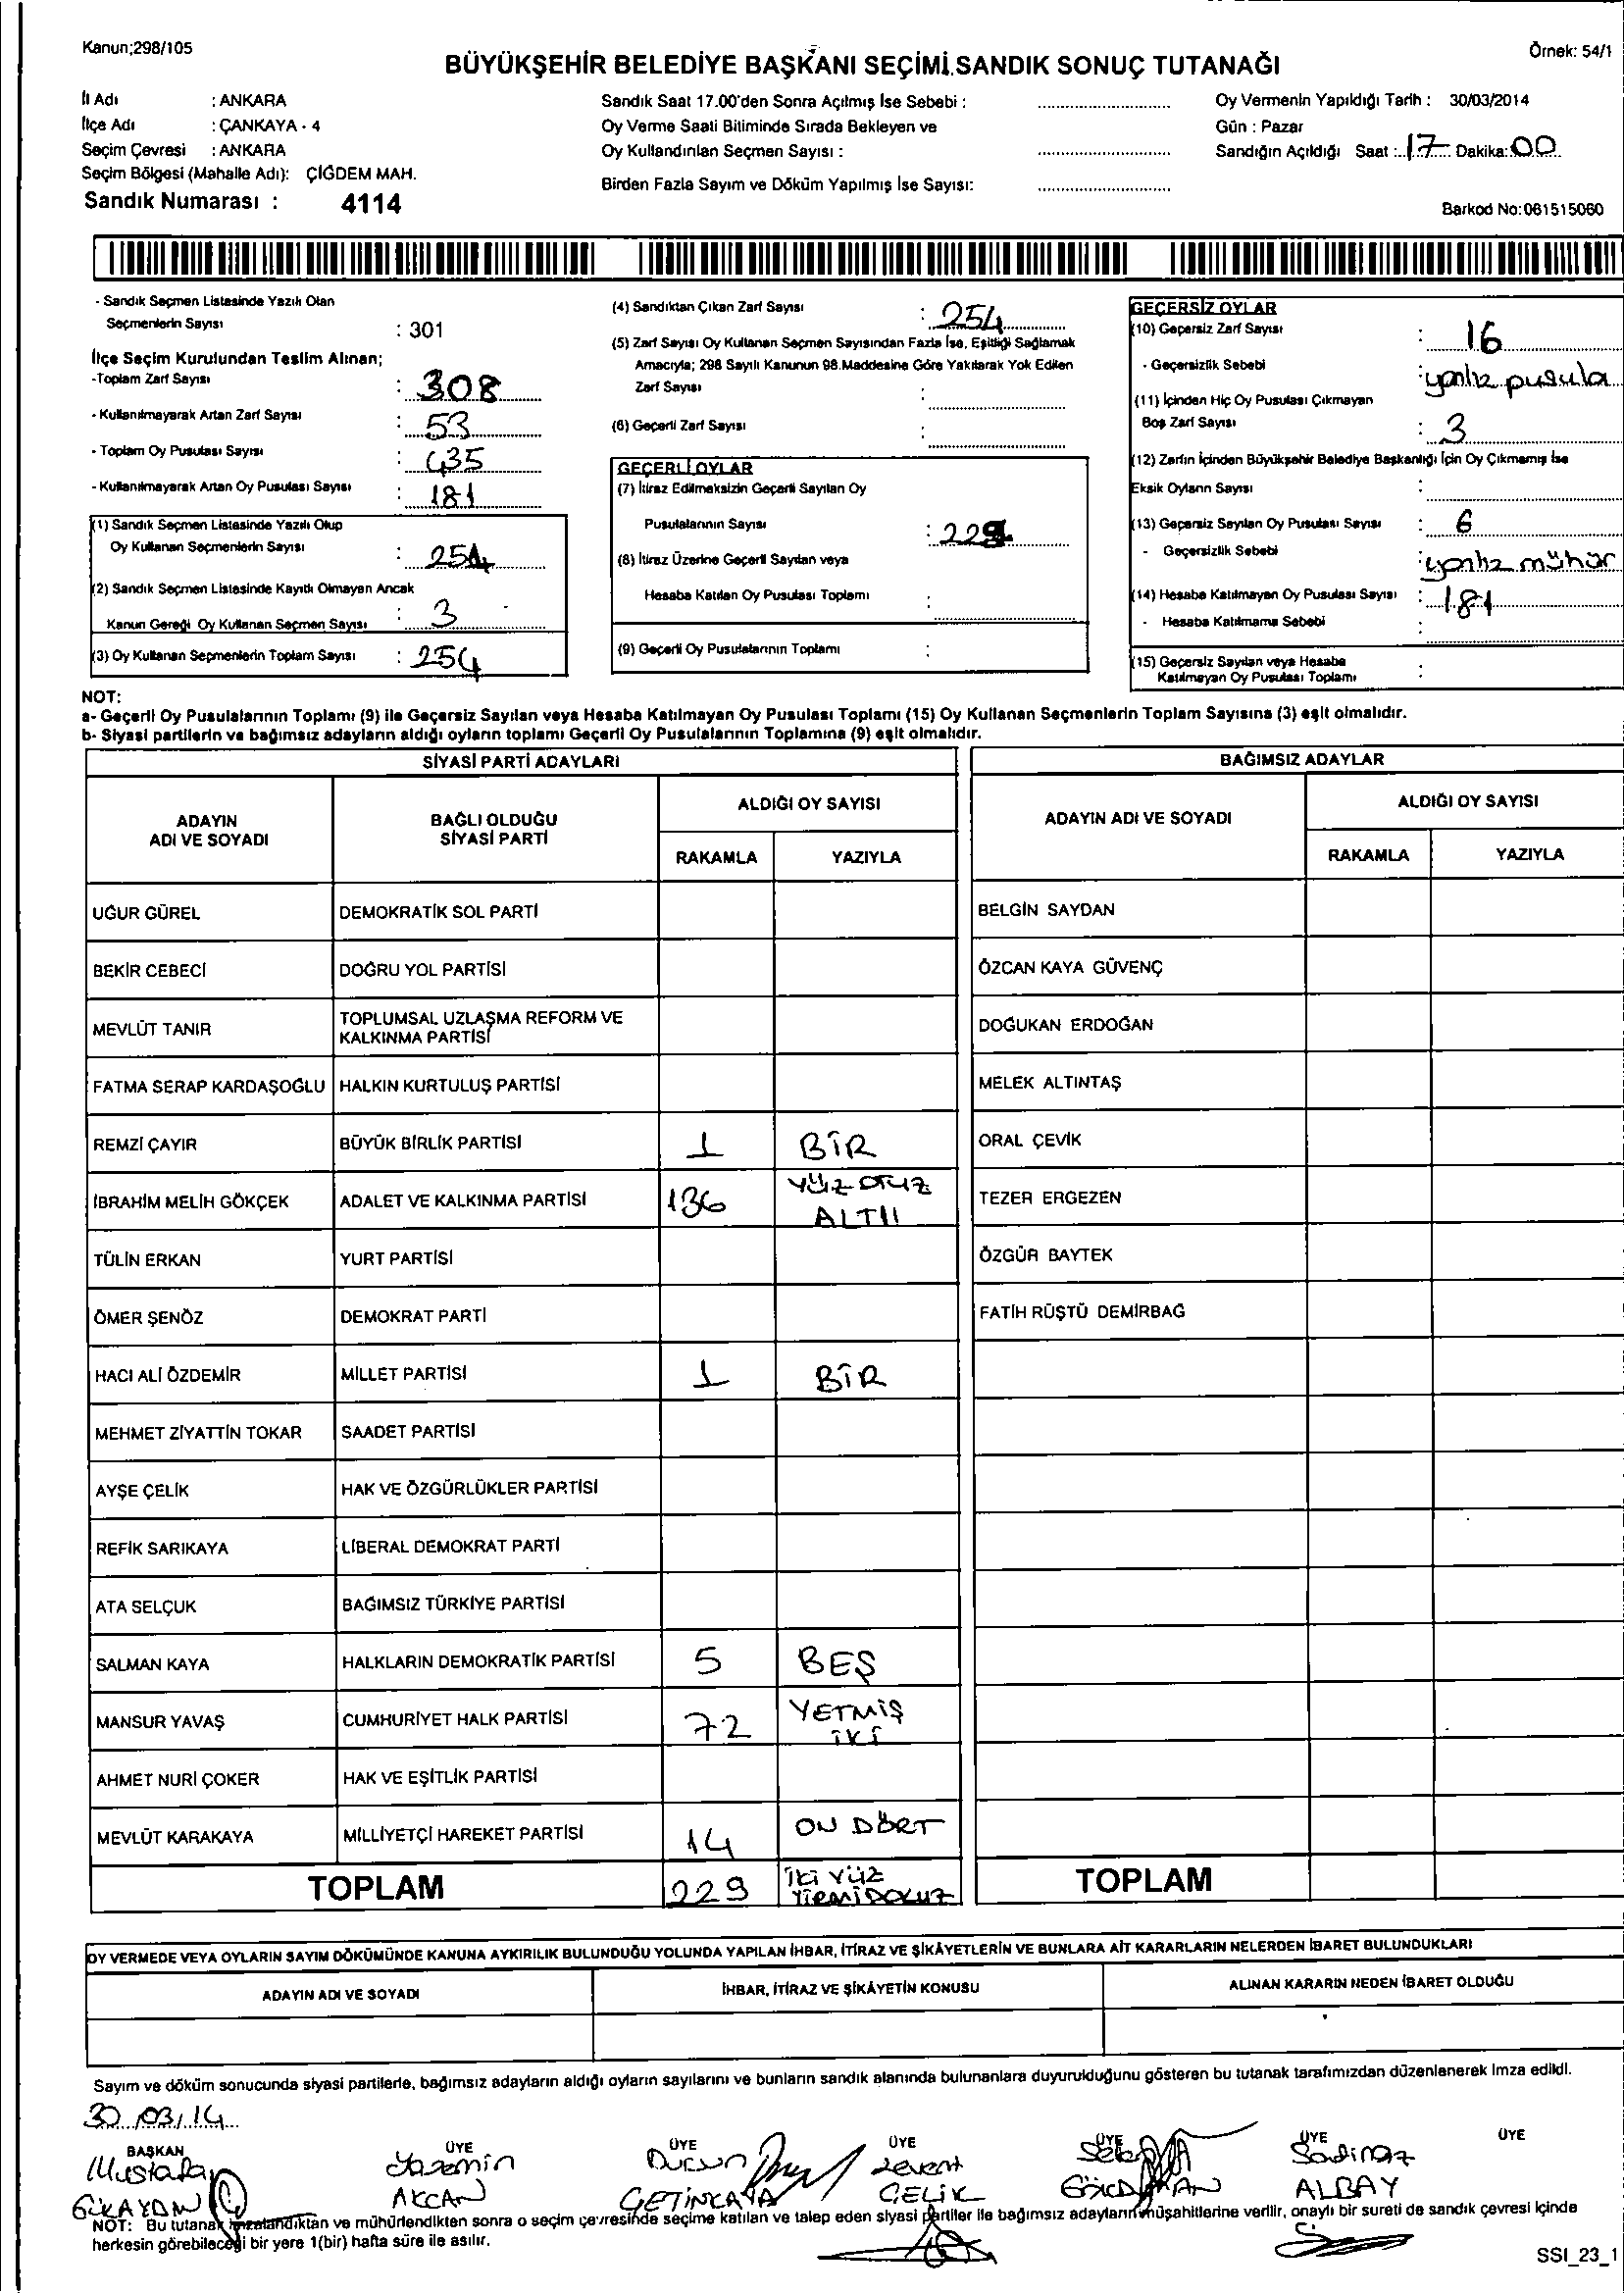 Kanun;298/105
Örnek: 54/1
BÜYÜKŞEHİR BELEDİYE BAŞKANI SEÇİMİ.SANDIK SONUÇ TUTANAĞI
İl Adı : ANKARA
İlçe Adı : ÇANKAYA - 4
Seçim Çevresi : ANKARA
Seçim Bölgesi (Mahalle Adı): ÇİĞDEM MAH.
Sandık Numarası : 4114
Sandık Saat 17.00'den Sonra Açılmış İse Sebebi :
Oy Verme Saati Bitiminde Sırada Bekleyen ve
Oy Kullandırılan Seçmen Sayısı :
Birden Fazla Sayım ve Döküm Yapılmış İse Sayısı:
Oy Vermenin Yapıldığı Tarih : 30/03/2014
Gün : Pazar
Sandığın Açıldığı Saat : 17 Dakika: 00
Barkod No:061515060
- Sandık Seçmen Listesinde Yazılı Olan
Seçmenlerin Sayısı : 301
İlçe Seçim Kurulundan Teslim Alınan;
-Toplam Zarf Sayısı : 308
- Kullanılmayarak Artan Zarf Sayısı : 53
- Toplam Oy Pusulası Sayısı : 435
- Kullanılmayarak Artan Oy Pusulası Sayısı : 181
(1) Sandık Seçmen Listesinde Yazılı Olup
Oy Kullanan Seçmenlerin Sayısı : 254
(2) Sandık Seçmen Listesinde Kayıtlı Olmayan Ancak
Kanun Gereği Oy Kullanan Seçmen Sayısı : 3
(3) Oy Kullanan Seçmenlerin Toplam Sayısı : 254
(4) Sandıktan Çıkan Zarf Sayısı : 254
(5) Zarf Sayısı Oy Kullanan Seçmen Sayısından Fazla İse, Eşitliği Sağlamak
Amacıyla; 298 Sayılı Kanunun 98.Maddesine Göre Yakılarak Yok Edilen
Zarf Sayısı :
(6) Geçerli Zarf Sayısı :
GEÇERLİ OYLAR
(7) İtiraz Edilmeksizin Geçerli Sayılan Oy
Pusulalarının Sayısı : 229
(8) İtiraz Üzerine Geçerli Sayılan veya
Hesaba Katılan Oy Pusulası Toplamı :
(9) Geçerli Oy Pusulalarının Toplamı :
GEÇERSİZ OYLAR
(10) Geçersiz Zarf Sayısı : 16
- Geçersizlik Sebebi : yanlız pusula
(11) İçinden Hiç Oy Pusulası Çıkmayan
Boş Zarf Sayısı : 3
(12) Zarfın İçinden Büyükşehir Belediye Başkanlığı İçin Oy Çıkmamış İse
Eksik Oyların Sayısı :
(13) Geçersiz Sayılan Oy Pusulası Sayısı : 6
- Geçersizlik Sebebi : yanlız mühür
(14) Hesaba Katılmayan Oy Pusulası Sayısı : 181
- Hesaba Katılmama Sebebi :
(15) Geçersiz Sayılan veya Hesaba
Katılmayan Oy Pusulası Toplamı :
NOT:
a- Geçerli Oy Pusulalarının Toplamı (9) ile Geçersiz Sayılan veya Hesaba Katılmayan Oy Pusulası Toplamı (15) Oy Kullanan Seçmenlerin Toplam Sayısına (3) eşit olmalıdır.
b- Siyasi partilerin ve bağımsız adayların aldığı oyların toplamı Geçerli Oy Pusulalarının Toplamına (9) eşit olmalıdır.
SİYASİ PARTİ ADAYLARI
ADAYIN ADI VE SOYADI
BAĞLI OLDUĞU SİYASİ PARTİ
ALDIĞI OY SAYISI
RAKAMLA YAZIYLA
UĞUR GÜREL DEMOKRATİK SOL PARTİ
BEKİR CEBECİ DOĞRU YOL PARTİSİ
MEVLÜT TANIR TOPLUMSAL UZLAŞMA REFORM VE
KALKINMA PARTİSİ
FATMA SERAP KARDAŞOĞLU HALKIN KURTULUŞ PARTİSİ
REMZİ ÇAYIR BÜYÜK BİRLİK PARTİSİ 1 BİR
İBRAHİM MELİH GÖKÇEK ADALET VE KALKINMA PARTİSİ 136 YÜZ OTUZ
ALTII
TÜLİN ERKAN YURT PARTİSİ
ÖMER ŞENÖZ DEMOKRAT PARTİ
HACI ALİ ÖZDEMİR MİLLET PARTİSİ 1 BİR
MEHMET ZİYATTİN TOKAR SAADET PARTİSİ
AYŞE ÇELİK HAK VE ÖZGÜRLÜKLER PARTİSİ
REFİK SARIKAYA LİBERAL DEMOKRAT PARTİ
ATA SELÇUK BAĞIMSIZ TÜRKİYE PARTİSİ
SALMAN KAYA HALKLARIN DEMOKRATİK PARTİSİ 5 BEŞ
MANSUR YAVAŞ CUMHURİYET HALK PARTİSİ 72 YETMİŞ
İKİ
AHMET NURİ ÇOKER HAK VE EŞİTLİK PARTİSİ
MEVLÜT KARAKAYA MİLLİYETÇİ HAREKET PARTİSİ 14 ON DÖRT
TOPLAM 229 İKİ YÜZ
YİRMİ DOKUZ
BAĞIMSIZ ADAYLAR
ADAYIN ADI VE SOYADI
ALDIĞI OY SAYISI
RAKAMLA YAZIYLA
BELGİN SAYDAN
ÖZCAN KAYA GÜVENÇ
DOĞUKAN ERDOĞAN
MELEK ALTINTAŞ
ORAL ÇEVİK
TEZER ERGEZEN
ÖZGÜR BAYTEK
FATİH RÜŞTÜ DEMİRBAĞ
TOPLAM
OY VERMEDE VEYA OYLARIN SAYIM DÖKÜMÜNDE KANUNA AYKIRILIK BULUNDUĞU YOLUNDA YAPILAN İHBAR, İTİRAZ VE ŞİKÂYETLERİN VE BUNLARA AİT KARARLARIN NELERDEN İBARET BULUNDUKLARI
ADAYIN ADI VE SOYADI İHBAR, İTİRAZ VE ŞİKÂYETİN KONUSU ALINAN KARARIN NEDEN İBARET OLDUĞU
Sayım ve döküm sonucunda siyasi partilerle, bağımsız adayların aldığı oyların sayılarını ve bunların sandık alanında bulunanlara duyurulduğunu gösteren bu tutanak tarafımızdan düzenlenerek imza edildi.
30/03/14
BAŞKAN ÜYE ÜYE ÜYE ÜYE ÜYE ÜYE
Mustafa Yasemin Dursun Levent Sadinaz
AKCAN ÇETİNKAYA ÇELİK ALBAY
NOT: Bu tutanak imzalandıktan ve mühürlendikten sonra o seçim çevresinde seçime katılan ve talep eden siyasi partiler ile bağımsız adayların müşahitlerine verilir, onaylı bir sureti de sandık çevresi içinde
herkesin görebileceği bir yere 1(bir) hafta süre ile asılır.
SSI_23_1